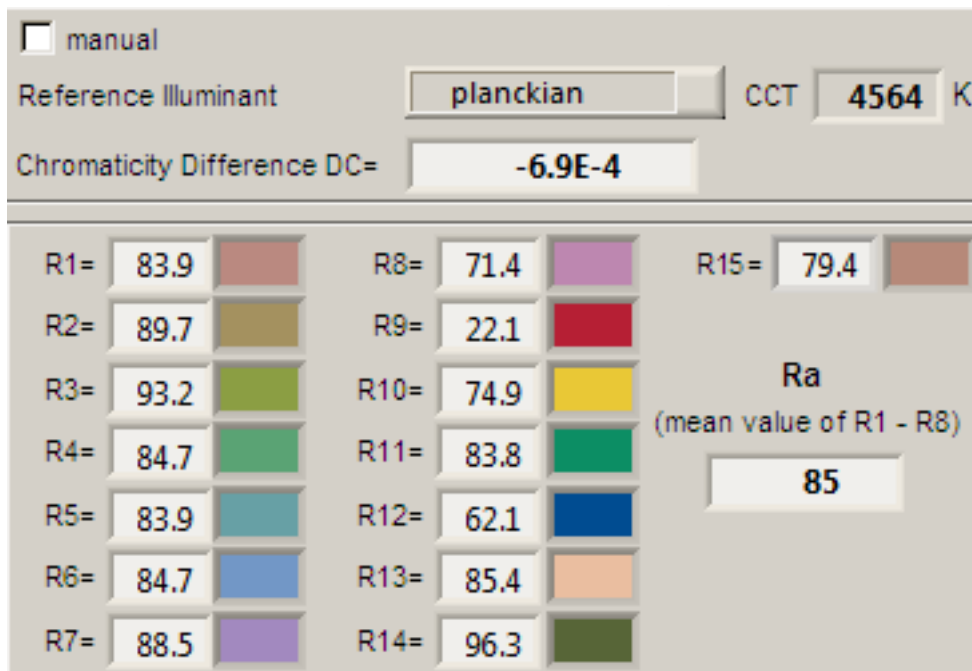 manual
Reference Illuminant planckian CCT 4564 K
Chromaticity Difference DC= -6.9E-4
R1= 83.9 R8= 71.4 R15= 79.4
R2= 89.7 R9= 22.1
R3= 93.2 R10= 74.9 Ra
(mean value of R1 - R8)
R4= 84.7 R11= 83.8
85
R5= 83.9 R12= 62.1
R6= 84.7 R13= 85.4
R7= 88.5 R14= 96.3